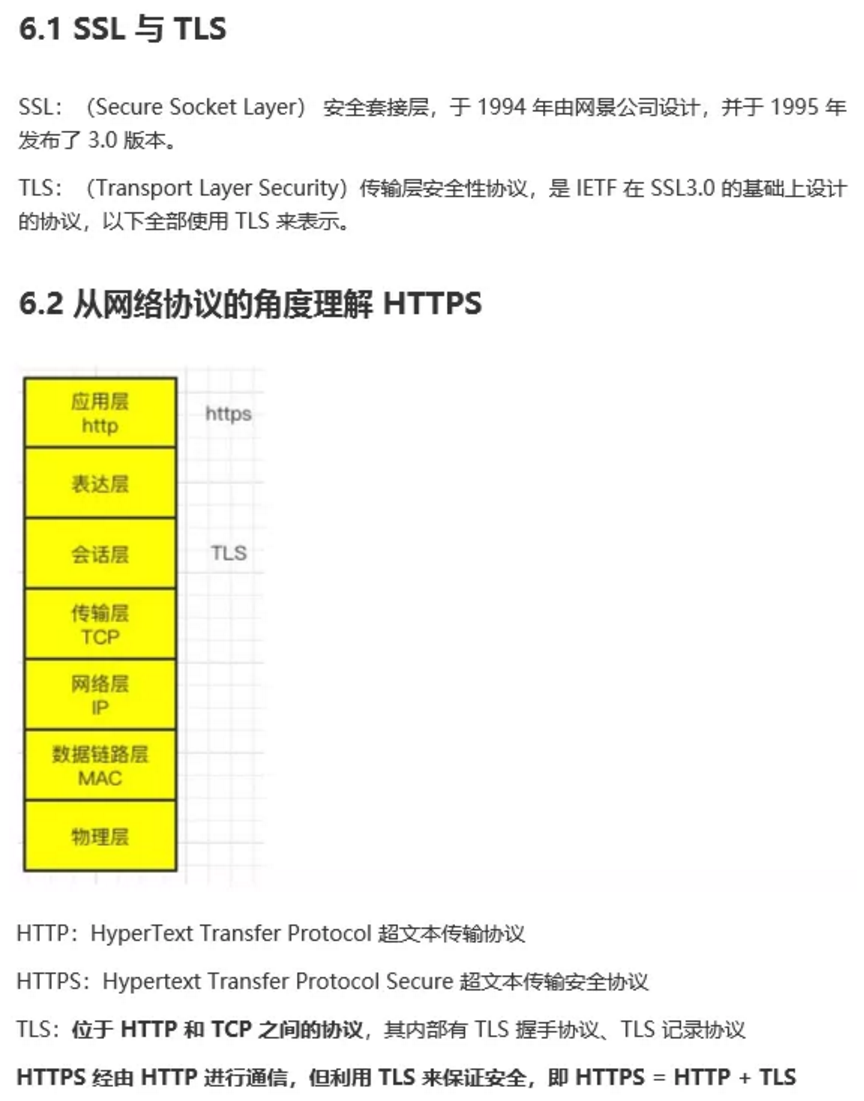 6.1 SSL 与 TLS
SSL：（Secure Socket Layer） 安全套接层，于 1994 年由网景公司设计，并于 1995 年
发布了 3.0 版本。
TLS：（Transport Layer Security）传输层安全性协议，是 IETF 在 SSL3.0 的基础上设计
的协议，以下全部使用 TLS 来表示。
6.2 从网络协议的角度理解 HTTPS
应用层
http
https
表达层
会话层
TLS
传输层
TCP
网络层
IP
数据链路层
MAC
物理层
HTTP：HyperText Transfer Protocol 超文本传输协议
HTTPS：Hypertext Transfer Protocol Secure 超文本传输安全协议
TLS：位于 HTTP 和 TCP 之间的协议，其内部有 TLS 握手协议、TLS 记录协议
HTTPS 经由 HTTP 进行通信，但利用 TLS 来保证安全，即 HTTPS = HTTP + TLS